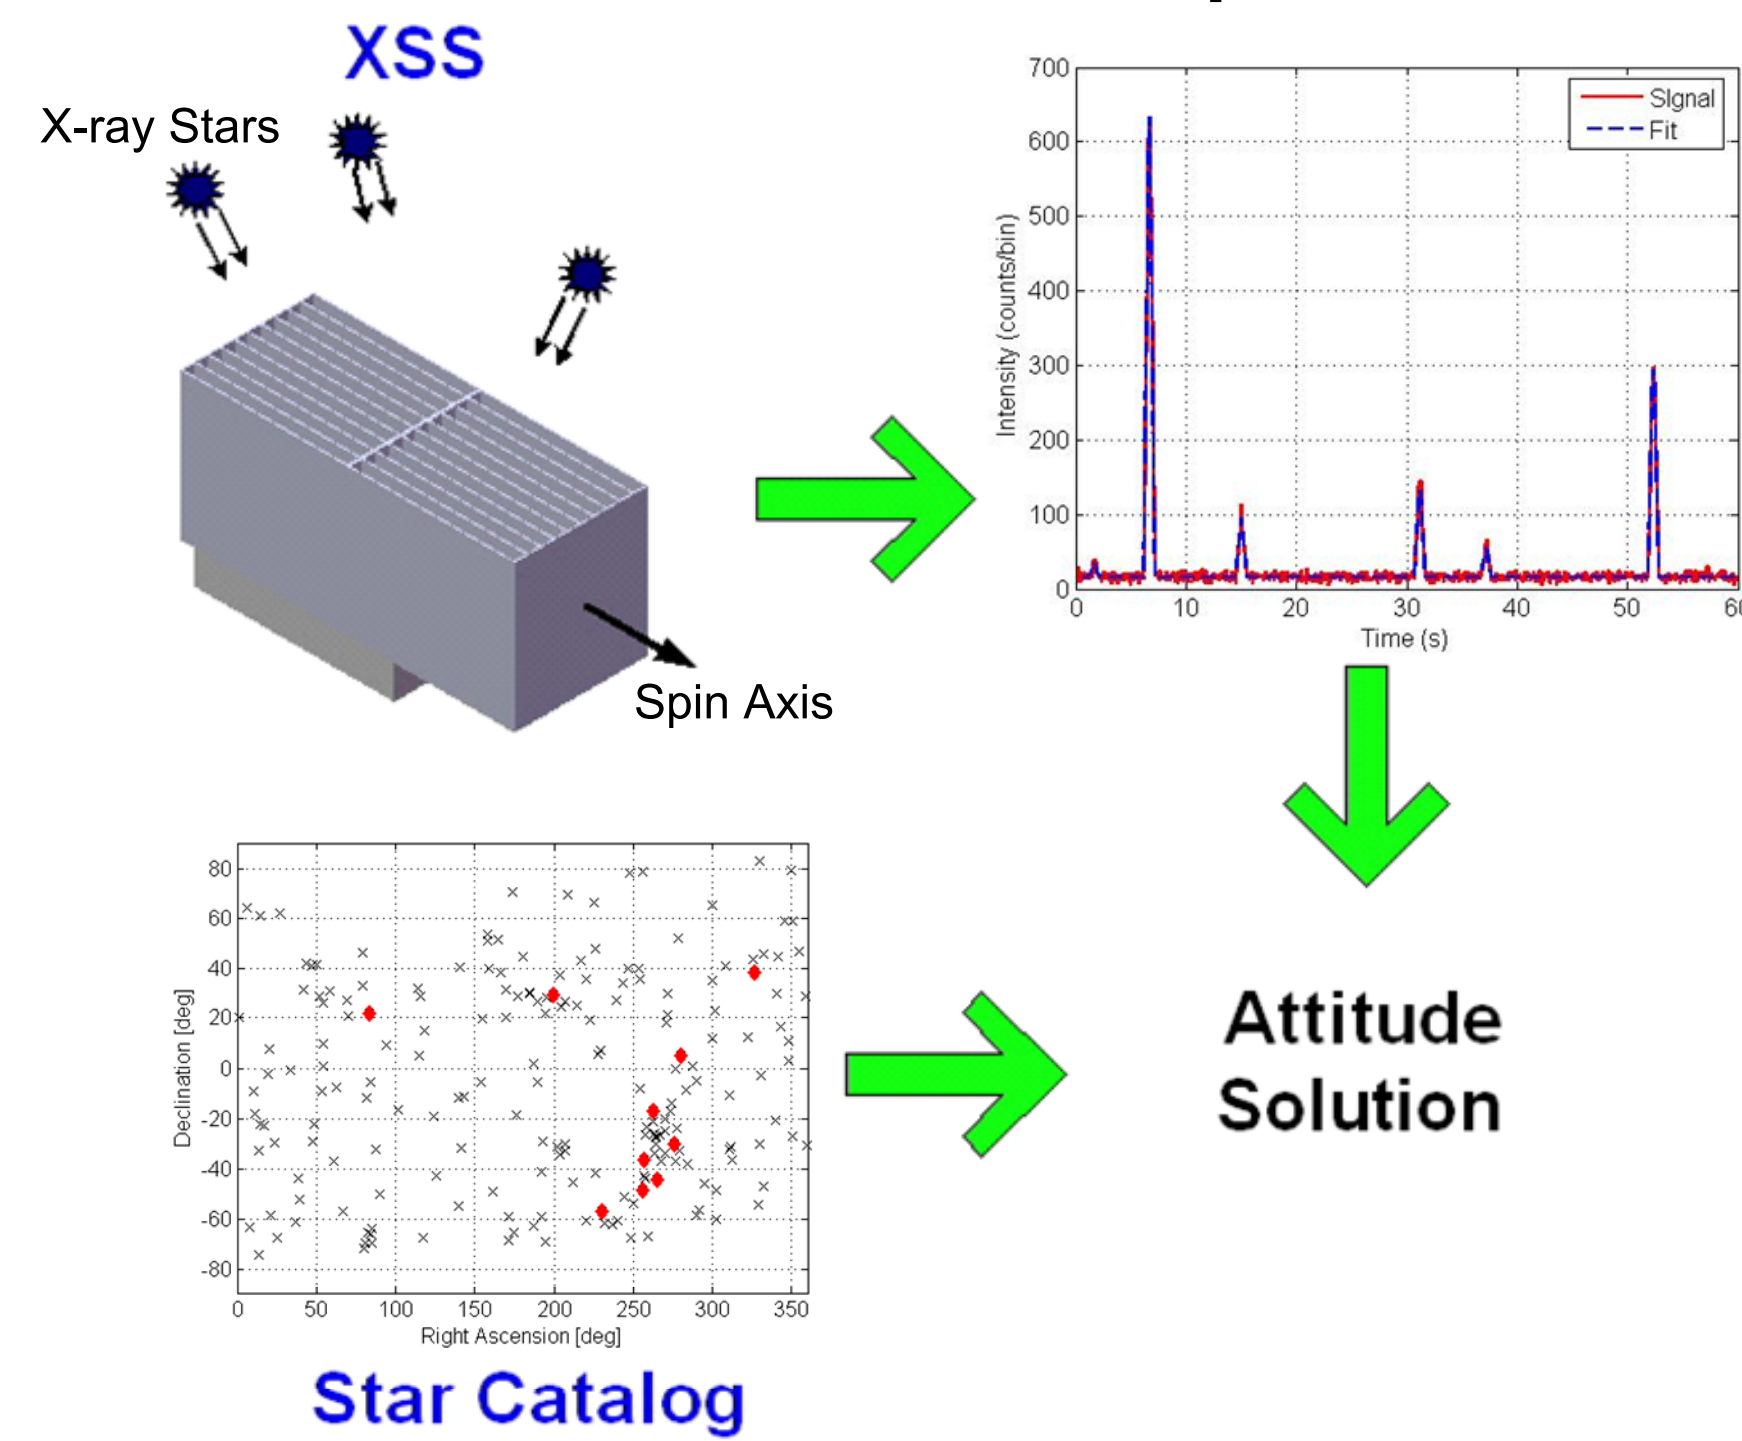 XSS
X-ray Stars
Spin Axis
700
600
500
400
300
200
100
0
Intensity (counts/bin)
SIgnal
Fit
0 10 20 30 40 50
Time (s)
80
60
40
20
0
-20
-40
-60
-80
Declination [deg]
0 50 100 150 200 250 300 350
Right Ascension [deg]
Star Catalog
Attitude
Solution